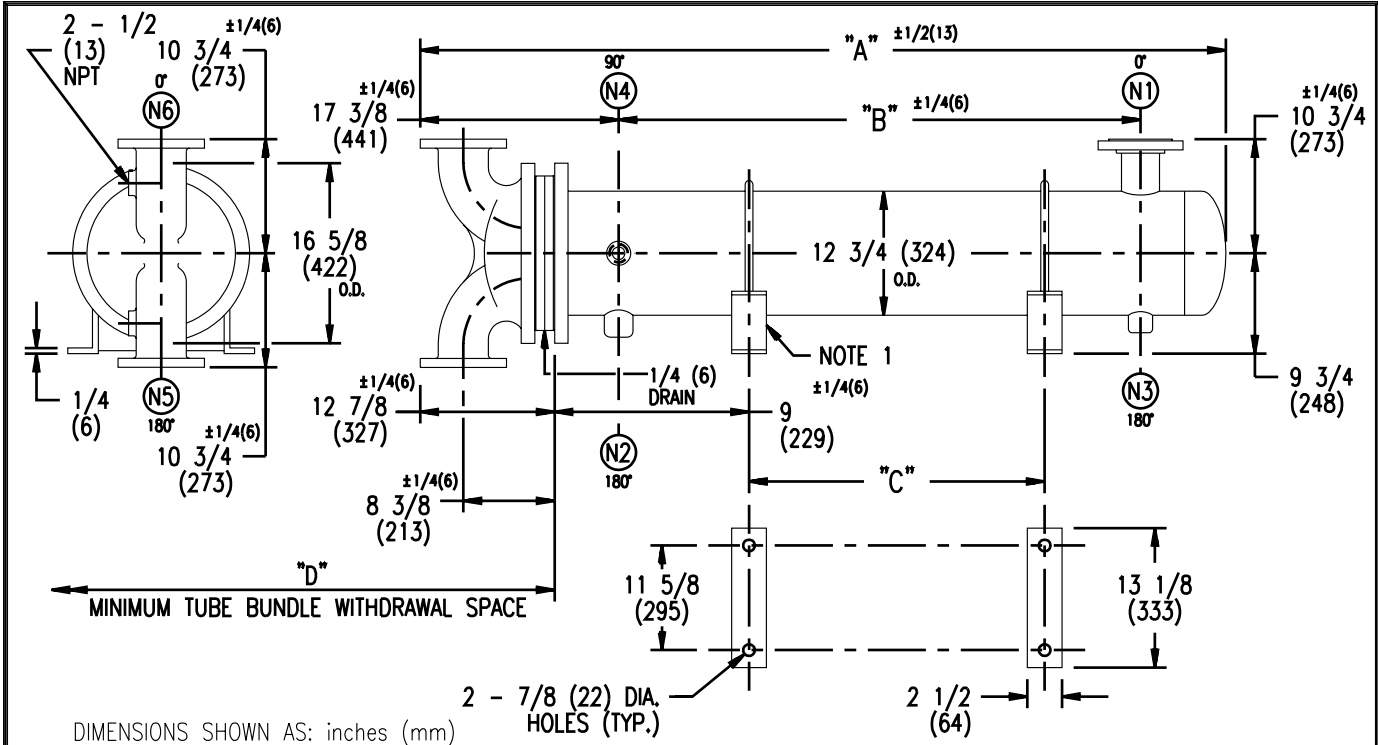 2 - 1/2
(13)
NPT
±1/4(6)
10 3/4
(273)
0°
N6
"A" ±1/2(13)
90°
N4
0°
N1
±1/4(6)
17 3/8
(441)
"B" ±1/4(6)
±1/4(6)
10 3/4
(273)
16 5/8
(422)
O.D.
12 3/4 (324)
O.D.
NOTE 1
1/4
(6)
N5
180°
±1/4(6)
10 3/4
(273)
±1/4(6)
12 7/8
(327)
1/4 (6)
DRAIN
±1/4(6)
9
(229)
N2
180°
N3
180°
9 3/4
(248)
±1/4(6)
8 3/8
(213)
"C"
"D"
MINIMUM TUBE BUNDLE WITHDRAWAL SPACE
11 5/8
(295)
13 1/8
(333)
2 - 7/8 (22) DIA.
HOLES (TYP.)
2 1/2
(64)
DIMENSIONS SHOWN AS: inches (mm)